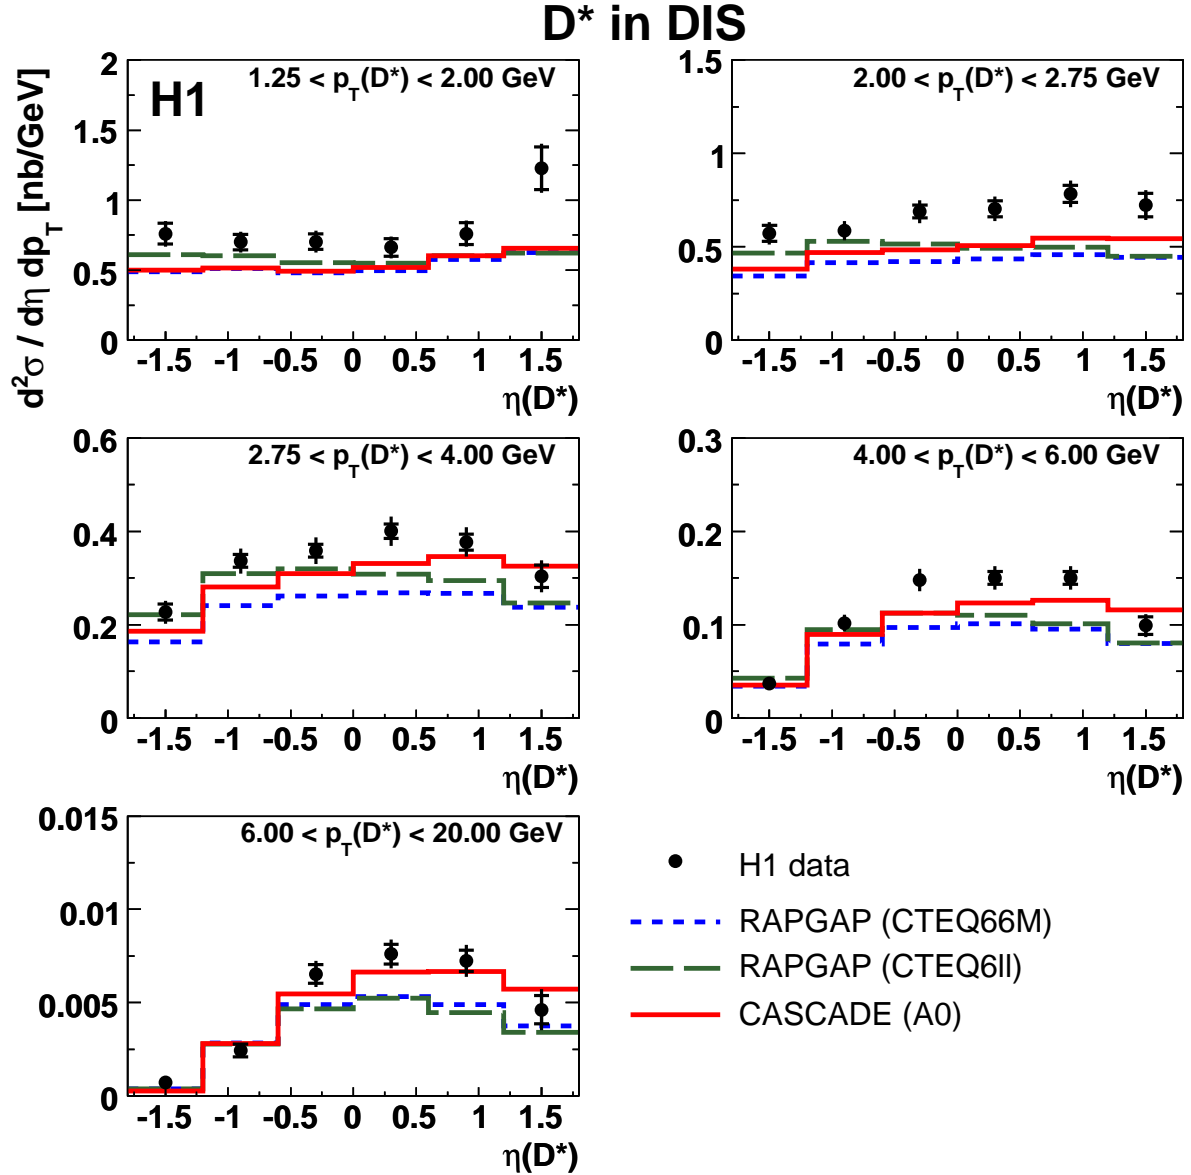 D* in DIS
d²σ / dη dp_T [nb/GeV]
H1
1.25 < p_T(D*) < 2.00 GeV
2
1.5
1
0.5
0
-1.5 -1 -0.5 0 0.5 1 1.5
η(D*)
2.00 < p_T(D*) < 2.75 GeV
1.5
1
0.5
0
-1.5 -1 -0.5 0 0.5 1 1.5
η(D*)
2.75 < p_T(D*) < 4.00 GeV
0.6
0.4
0.2
0
-1.5 -1 -0.5 0 0.5 1 1.5
η(D*)
4.00 < p_T(D*) < 6.00 GeV
0.3
0.2
0.1
0
-1.5 -1 -0.5 0 0.5 1 1.5
η(D*)
6.00 < p_T(D*) < 20.00 GeV
0.015
0.01
0.005
0
-1.5 -1 -0.5 0 0.5 1 1.5
η(D*)
H1 data
RAPGAP (CTEQ66M)
RAPGAP (CTEQ6ll)
CASCADE (A0)